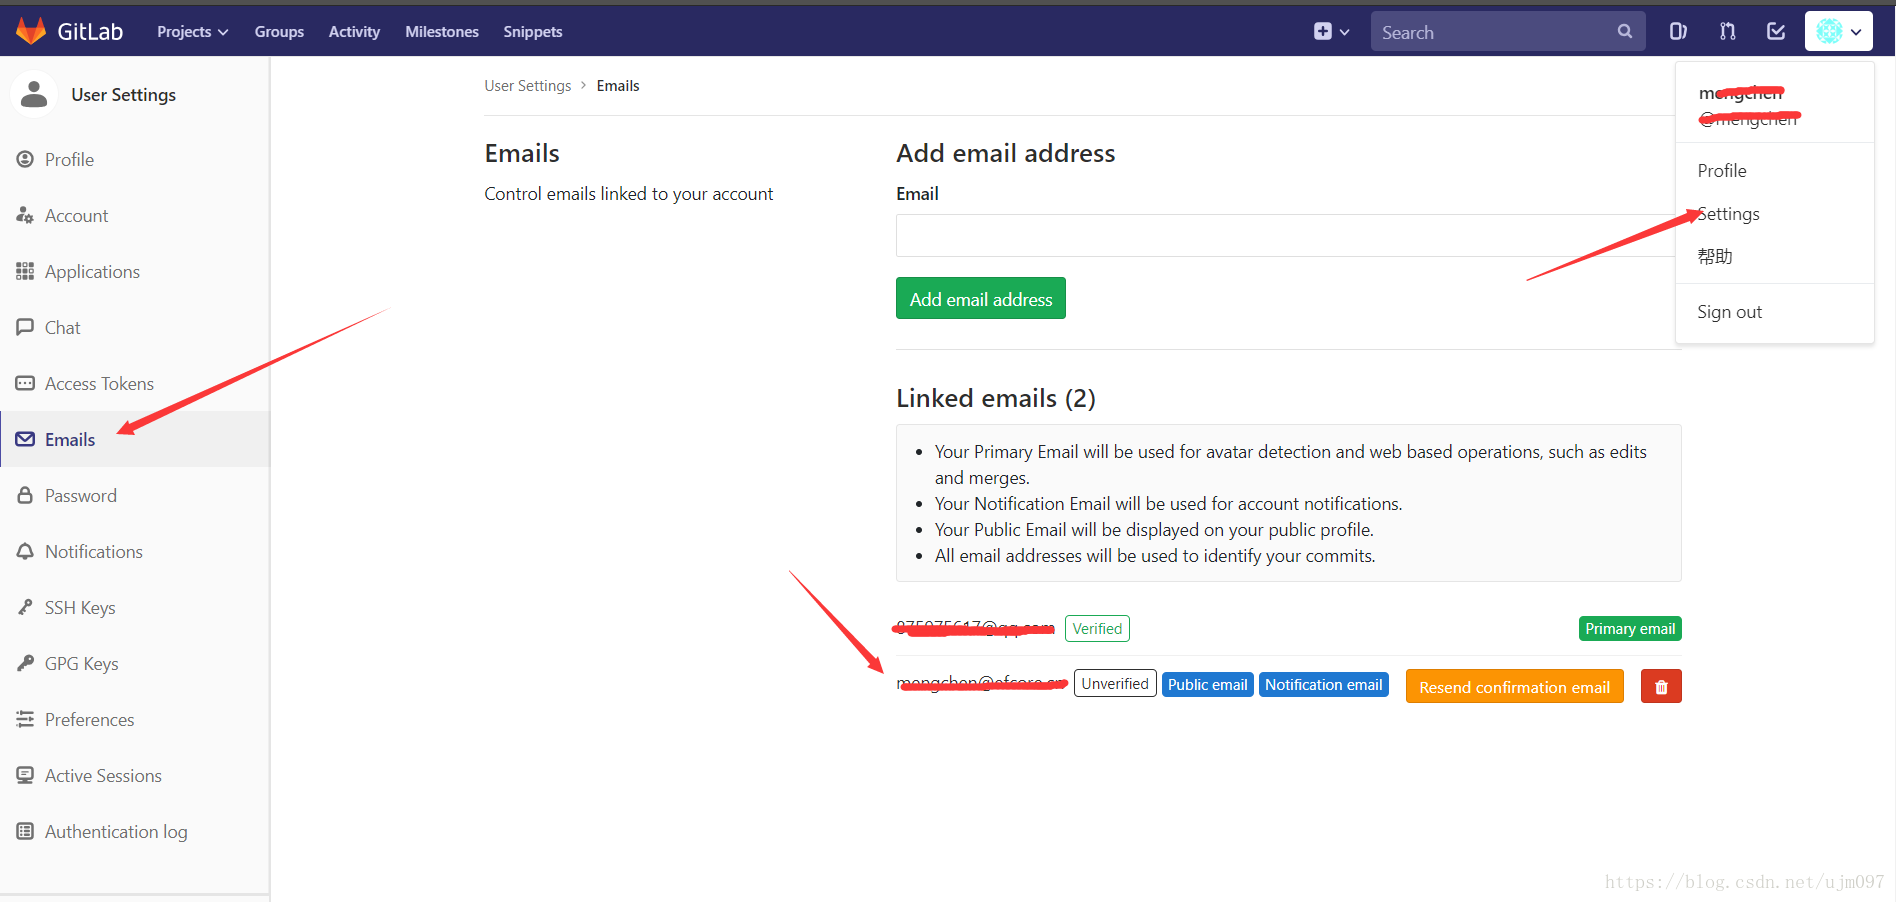 GitLab Projects Groups Activity Milestones Snippets Search
User Settings
Profile
Account
Applications
Chat
Access Tokens
Emails
Password
Notifications
SSH Keys
GPG Keys
Preferences
Active Sessions
Authentication log
User Settings > Emails
Emails
Control emails linked to your account
Add email address
Email
Add email address
Linked emails (2)
• Your Primary Email will be used for avatar detection and web based operations, such as edits
and merges.
• Your Notification Email will be used for account notifications.
• Your Public Email will be displayed on your public profile.
• All email addresses will be used to identify your commits.
Verified Primary email
Unverified Public email Notification email Resend confirmation email
Profile
Settings
帮助
Sign out
https://blog.csdn.net/ujm097